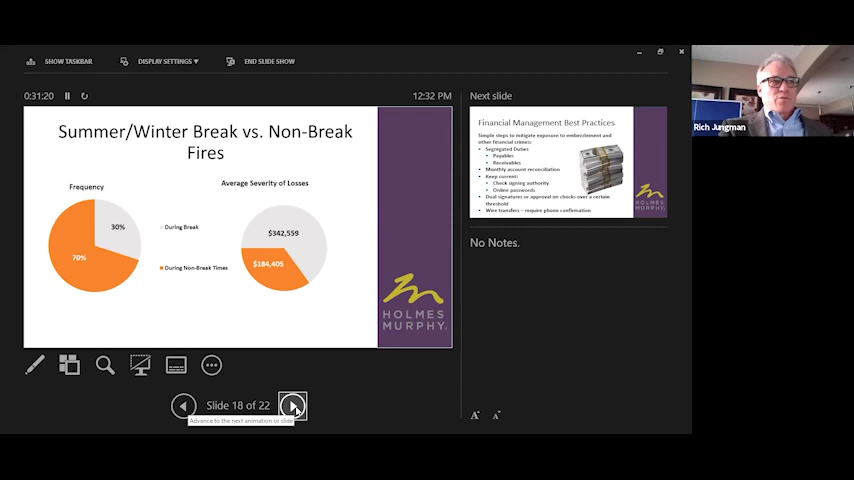 SHOW TASKBAR
DISPLAY SETTINGS ▼
END SLIDE SHOW
0:31:20
12:32 PM
Summer/Winter Break vs. Non-Break
Fires
Frequency
Average Severity of Losses
30%
70%
During Break
During Non-Break Times
$342,559
$184,405
HOLMES
MURPHY
Slide 18 of 22
Advance to the next animation or slide
Next slide
Financial Management Best Practices
Simple steps to mitigate exposure to embezzlement and
other financial crimes:
• Segregated Duties
• Payables
• Receivables
• Monthly account reconciliation
• Keep current:
• Check signing authority
• Online passwords
• Dual signatures or approval on checks over a certain
threshold
• Wire transfers – require phone confirmation
HOLMES
MURPHY
No Notes.
A A
Rich Jungman